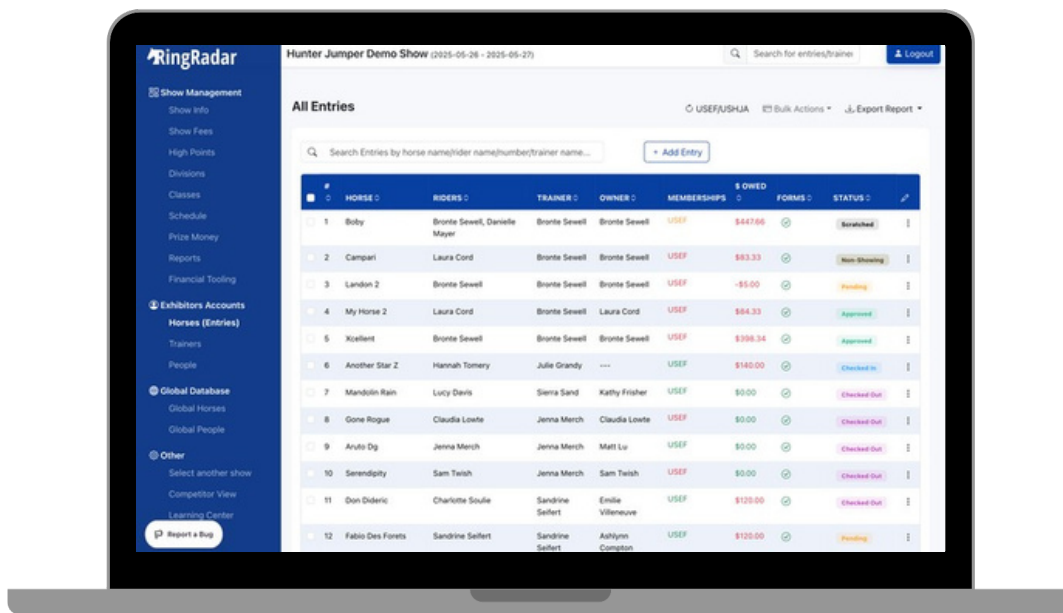 RingRadar
Hunter Jumper Demo Show (2025-05-26 - 2025-05-27)
Search for entries/trainer
Logout
Show Management
Show Info
Show Fees
High Points
Divisions
Classes
Schedule
Prize Money
Reports
Financial Tooling
Exhibitors Accounts
Horses (Entries)
Trainers
People
Global Database
Global Horses
Global People
Other
Select another show
Competitor View
Learning Center
Report a Bug
All Entries
USEF/USHJA Bulk Actions Export Report
Search Entries by horse name/rider name/number/trainer name...
+ Add Entry
# HORSE RIDERS TRAINER OWNER MEMBERSHIPS $ OWED FORMS STATUS
1 Boby Bronte Sewell, Danielle Mayer Bronte Sewell Bronte Sewell USEF $447.66 Scratched
2 Campari Laura Cord Bronte Sewell Bronte Sewell USEF $83.33 Non-Showing
3 Landon 2 Bronte Sewell Bronte Sewell Bronte Sewell USEF -$5.00 Pending
4 My Horse 2 Laura Cord Bronte Sewell Laura Cord USEF $84.33 Approved
5 Xcellent Bronte Sewell Bronte Sewell Bronte Sewell USEF $398.34 Approved
6 Another Star Z Hannah Tomery Julie Grandy --- USEF $140.00 Checked In
7 Mandolin Rain Lucy Davis Sierra Sand Kathy Frisher USEF $0.00 Checked Out
8 Gone Rogue Claudia Lowte Jenna Merch Claudia Lowte USEF $0.00 Checked Out
9 Aruto Dg Jenna Merch Jenna Merch Matt Lu USEF $0.00 Checked Out
10 Serendipity Sam Twish Jenna Merch Sam Twish USEF $0.00 Checked Out
11 Don Dideric Charlotte Soulie Sandrine Seifert Emilie Villeneuve USEF $120.00 Checked Out
12 Fabio Des Forets Sandrine Seifert Sandrine Seifert Ashlynn Compton USEF $120.00 Pending